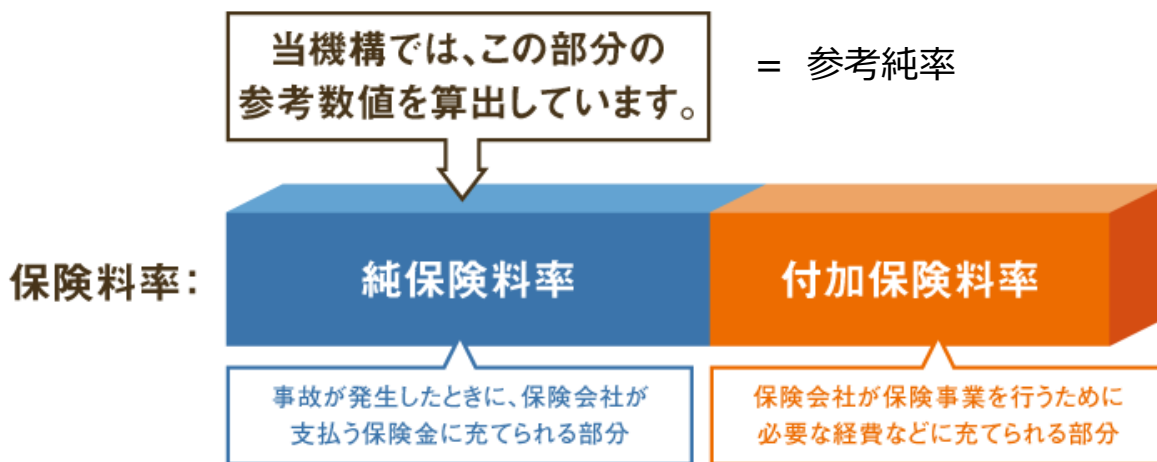 当機構では、この部分の
参考数値を算出しています。
= 参考純率
保険料率：
純保険料率
付加保険料率
事故が発生したときに、保険会社が
支払う保険金に充てられる部分
保険会社が保険事業を行うために
必要な経費などに充てられる部分